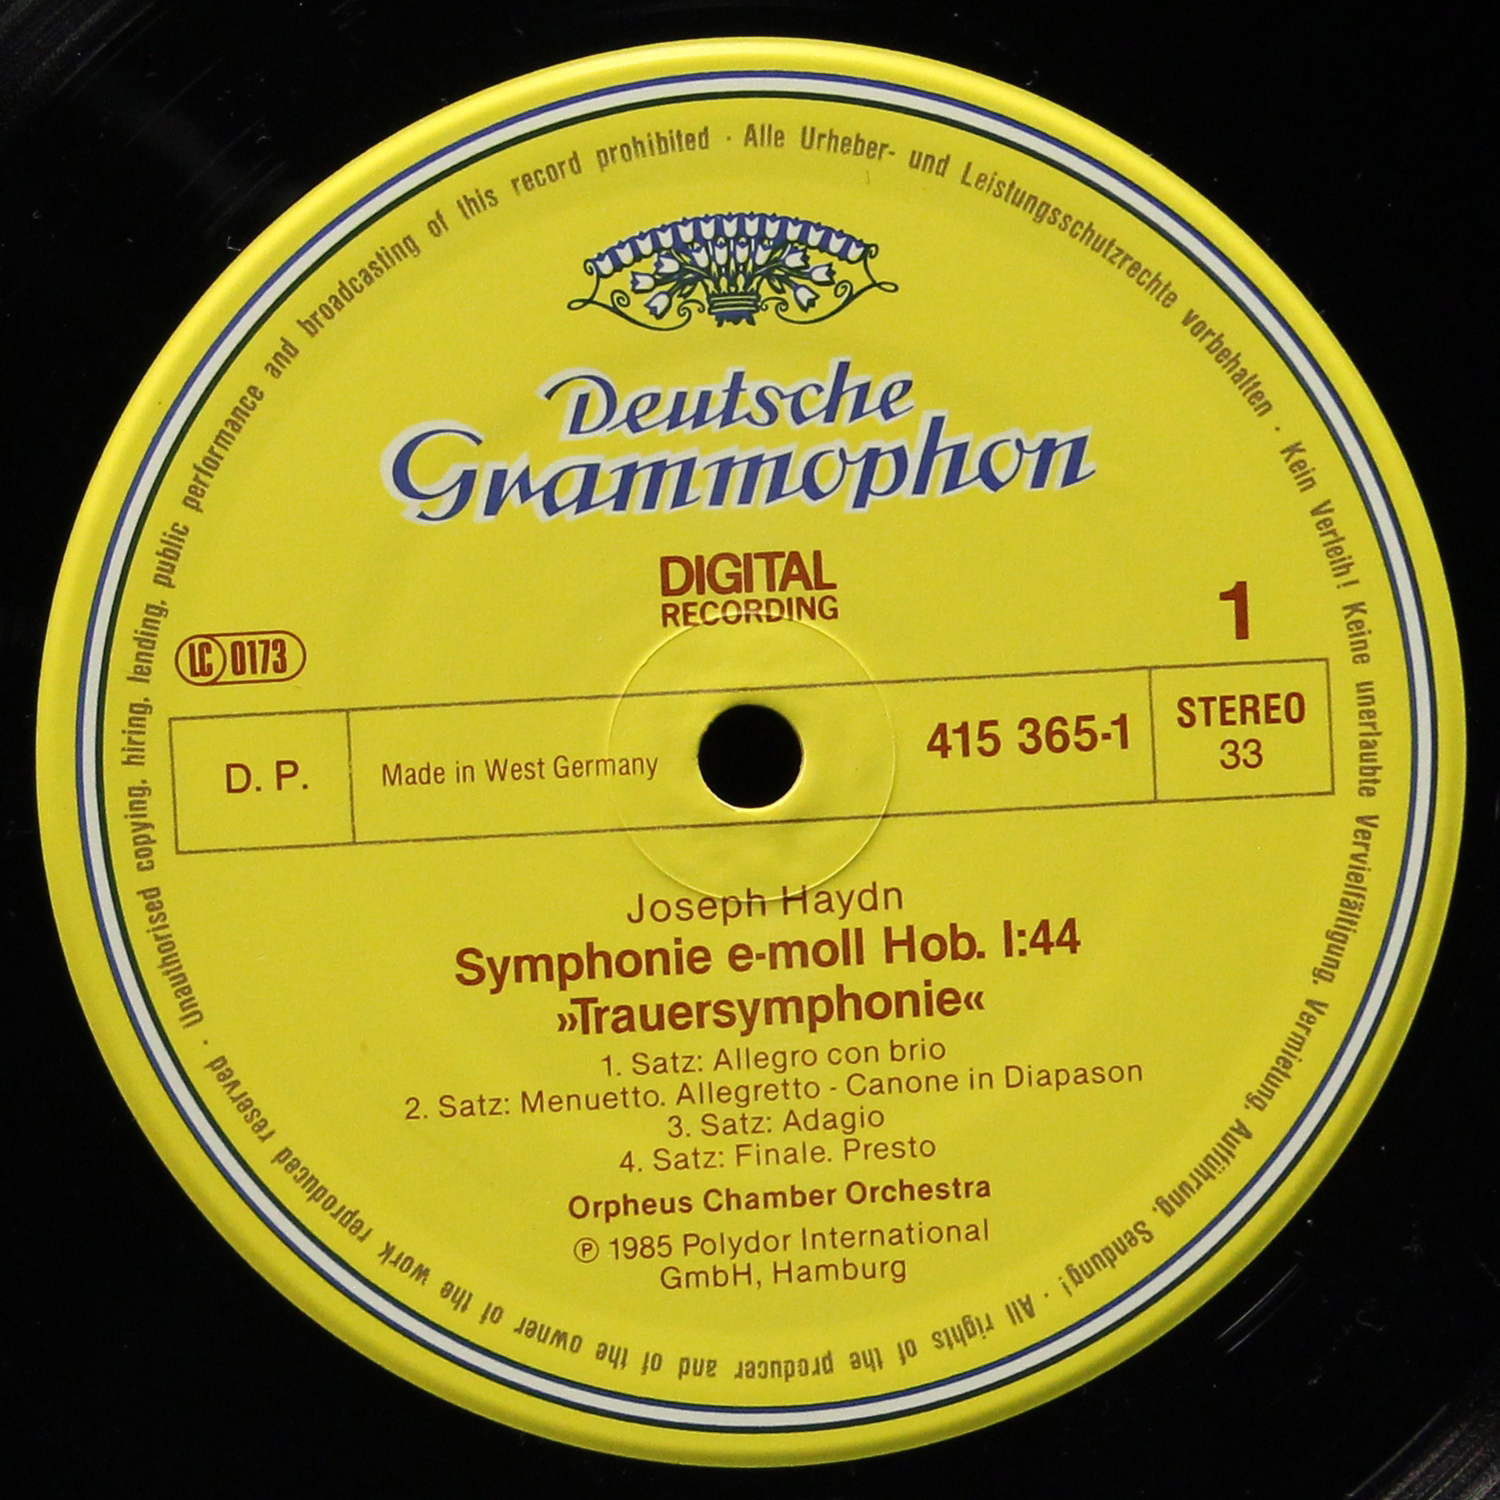 Alle Urheber- und Leistungsschutzrechte vorbehalten · Kein Verleih! Keine unerlaubte Vervielfältigung, Vermietung, Aufführung, Sendung! · All rights of the producer and of the owner of the work reproduced reserved · Unauthorised copying, hiring, lending, public performance and broadcasting of this record prohibited ·
Deutsche
Grammophon
DIGITAL
RECORDING
1
LC 0173
D. P.
Made in West Germany
415 365-1
STEREO
33
Joseph Haydn
Symphonie e-moll Hob. I:44
»Trauersymphonie«
1. Satz: Allegro con brio
2. Satz: Menuetto. Allegretto - Canone in Diapason
3. Satz: Adagio
4. Satz: Finale. Presto
Orpheus Chamber Orchestra
℗ 1985 Polydor International
GmbH, Hamburg